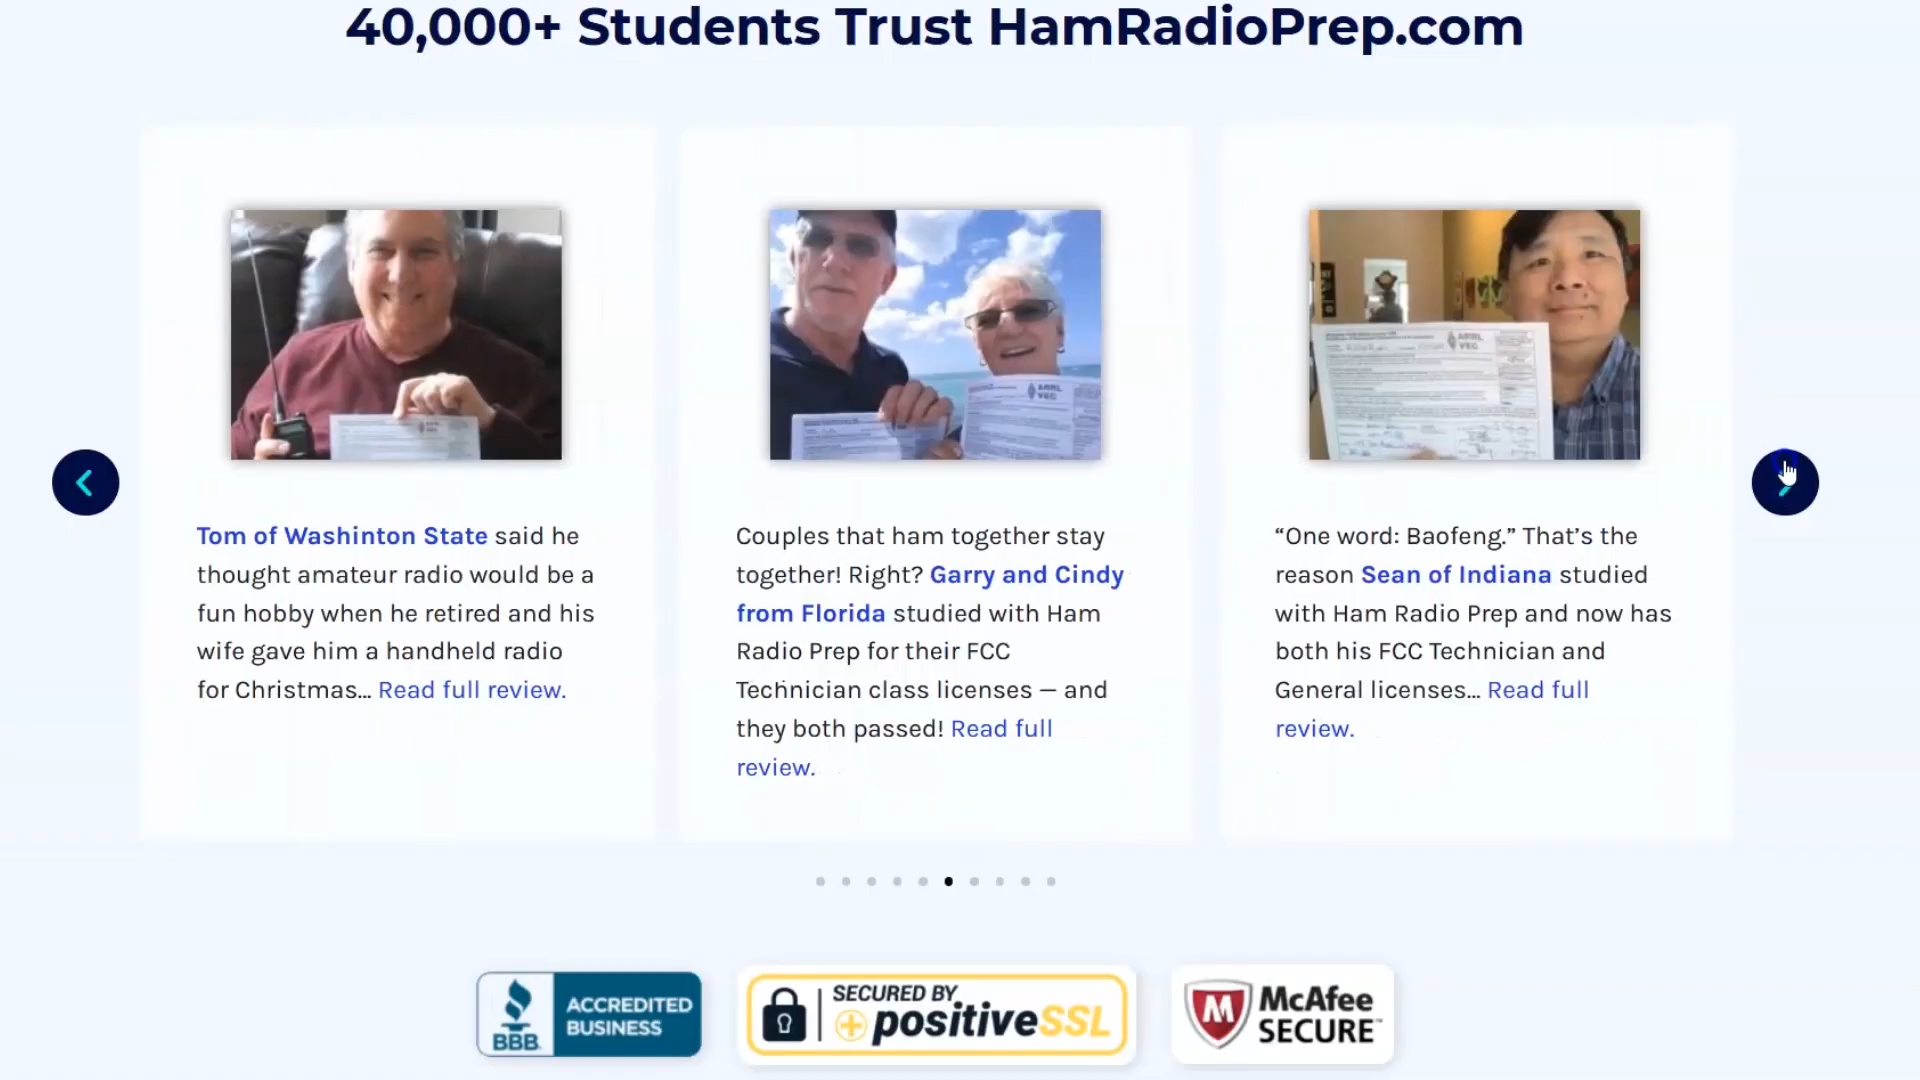 40,000+ Students Trust HamRadioPrep.com
ARRL
VEC
ARRL
VEC
Tom of Washinton State said he
thought amateur radio would be a
fun hobby when he retired and his
wife gave him a handheld radio
for Christmas... Read full review.
Couples that ham together stay
together! Right? Garry and Cindy
from Florida studied with Ham
Radio Prep for their FCC
Technician class licenses — and
they both passed! Read full
review.
“One word: Baofeng.” That’s the
reason Sean of Indiana studied
with Ham Radio Prep and now has
both his FCC Technician and
General licenses... Read full
review.
BBB
ACCREDITED
BUSINESS
SECURED BY
positiveSSL
McAfee
SECURE™